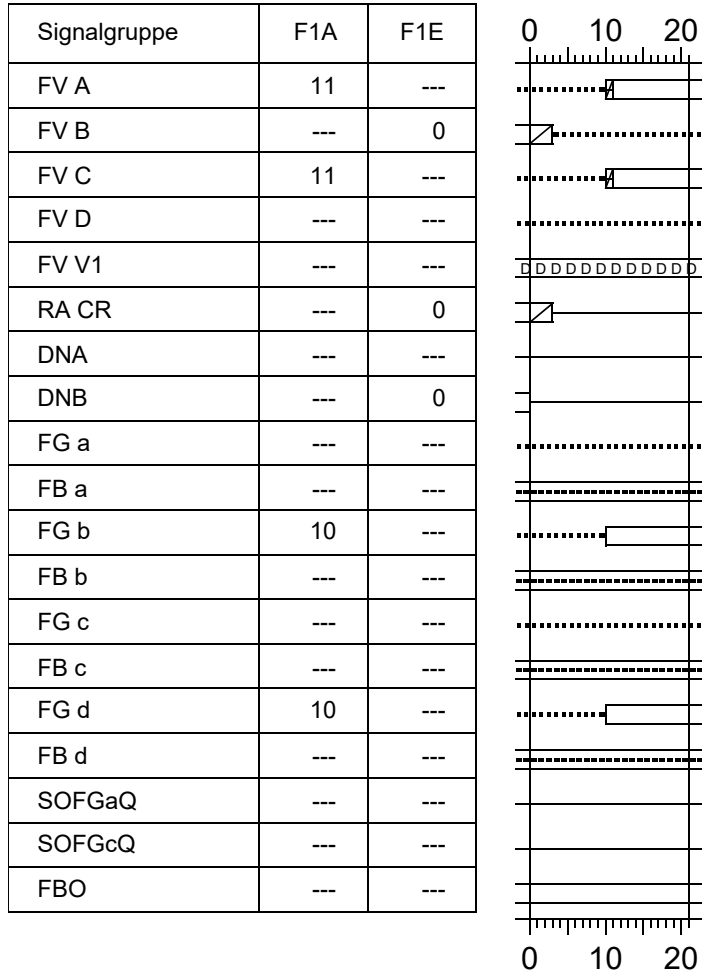 Signalgruppe F1A F1E 0 10 20
FV A 11 ---
FV B --- 0
FV C 11 ---
FV D --- ---
FV V1 --- --- D D D D D D D D D D D D
RA CR --- 0
DNA --- ---
DNB --- 0
FG a --- ---
FB a --- ---
FG b 10 ---
FB b --- ---
FG c --- ---
FB c --- ---
FG d 10 ---
FB d --- ---
SOFGaQ --- ---
SOFGcQ --- ---
FBO --- ---
0 10 20